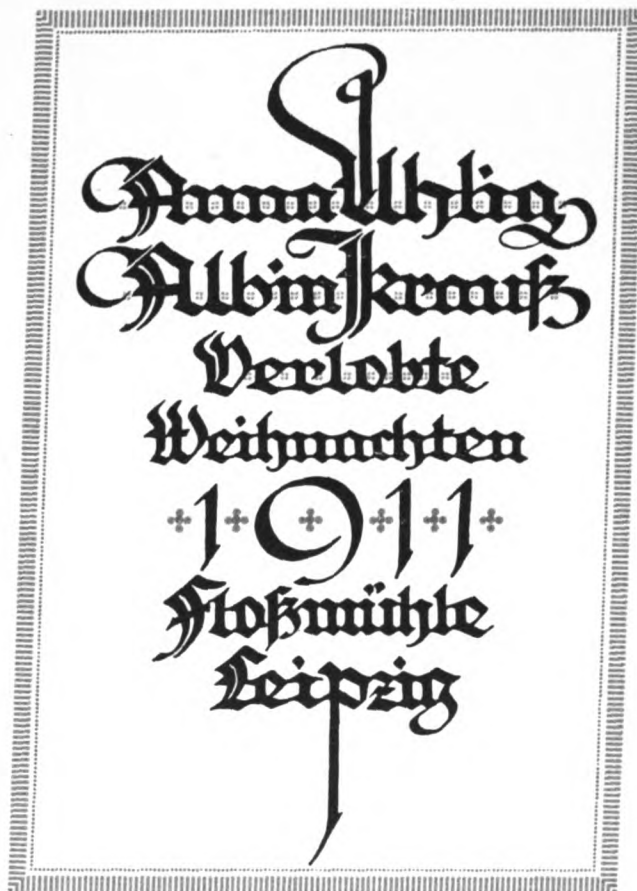 Anna Uhlig
Albin Krauß
Verlobte
Weihnachten
1911
Floßmühle
Leipzig